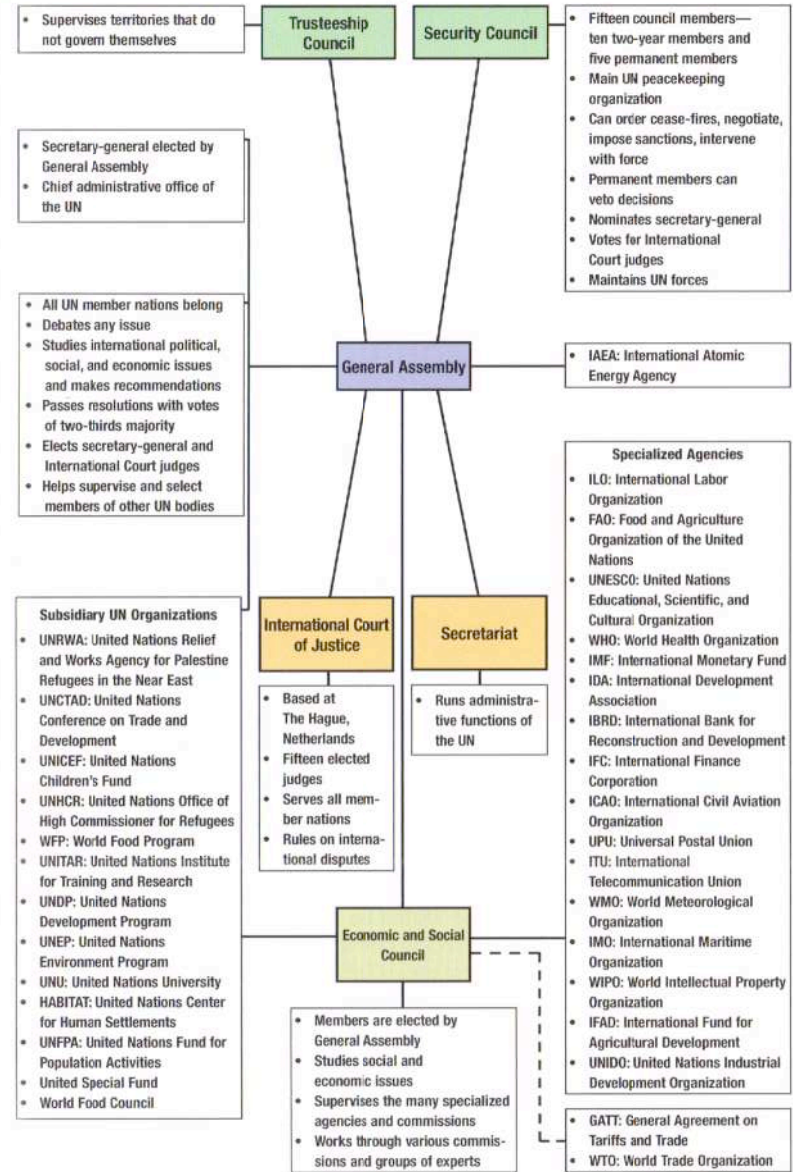 • Supervises territories that do
not govern themselves
Trusteeship
Council
Security Council
• Fifteen council members—
ten two-year members and
five permanent members
• Main UN peacekeeping
organization
• Can order cease-fires, negotiate,
impose sanctions, intervene
with force
• Permanent members can
veto decisions
• Nominates secretary-general
• Votes for International
Court judges
• Maintains UN forces
• Secretary-general elected by
General Assembly
• Chief administrative office of
the UN
• All UN member nations belong
• Debates any issue
• Studies international political,
social, and economic issues
and makes recommendations
• Passes resolutions with votes
of two-thirds majority
• Elects secretary-general and
International Court judges
• Helps supervise and select
members of other UN bodies
General Assembly
• IAEA: International Atomic
Energy Agency
Subsidiary UN Organizations
• UNRWA: United Nations Relief
and Works Agency for Palestine
Refugees in the Near East
• UNCTAD: United Nations
Conference on Trade and
Development
• UNICEF: United Nations
Children's Fund
• UNHCR: United Nations Office of
High Commissioner for Refugees
• WFP: World Food Program
• UNITAR: United Nations Institute
for Training and Research
• UNDP: United Nations
Development Program
• UNEP: United Nations
Environment Program
• UNU: United Nations University
• HABITAT: United Nations Center
for Human Settlements
• UNFPA: United Nations Fund for
Population Activities
• United Special Fund
• World Food Council
International Court
of Justice
• Based at
The Hague,
Netherlands
• Fifteen elected
judges
• Serves all mem-
ber nations
• Rules on inter-
national disputes
Secretariat
• Runs administra-
tive functions of
the UN
Specialized Agencies
• ILO: International Labor
Organization
• FAO: Food and Agriculture
Organization of the United
Nations
• UNESCO: United Nations
Educational, Scientific, and
Cultural Organization
• WHO: World Health Organization
• IMF: International Monetary Fund
• IDA: International Development
Association
• IBRD: International Bank for
Reconstruction and Development
• IFC: International Finance
Corporation
• ICAO: International Civil Aviation
Organization
• UPU: Universal Postal Union
• ITU: International
Telecommunication Union
• WMO: World Meteorological
Organization
• IMO: International Maritime
Organization
• WIPO: World Intellectual Property
Organization
• IFAD: International Fund for
Agricultural Development
• UNIDO: United Nations Industrial
Development Organization
Economic and Social
Council
• Members are elected by
General Assembly
• Studies social and
economic issues
• Supervises the many specialized
agencies and commissions
• Works through various commis-
sions and groups of experts
• GATT: General Agreement on
Tariffs and Trade
• WTO: World Trade Organization